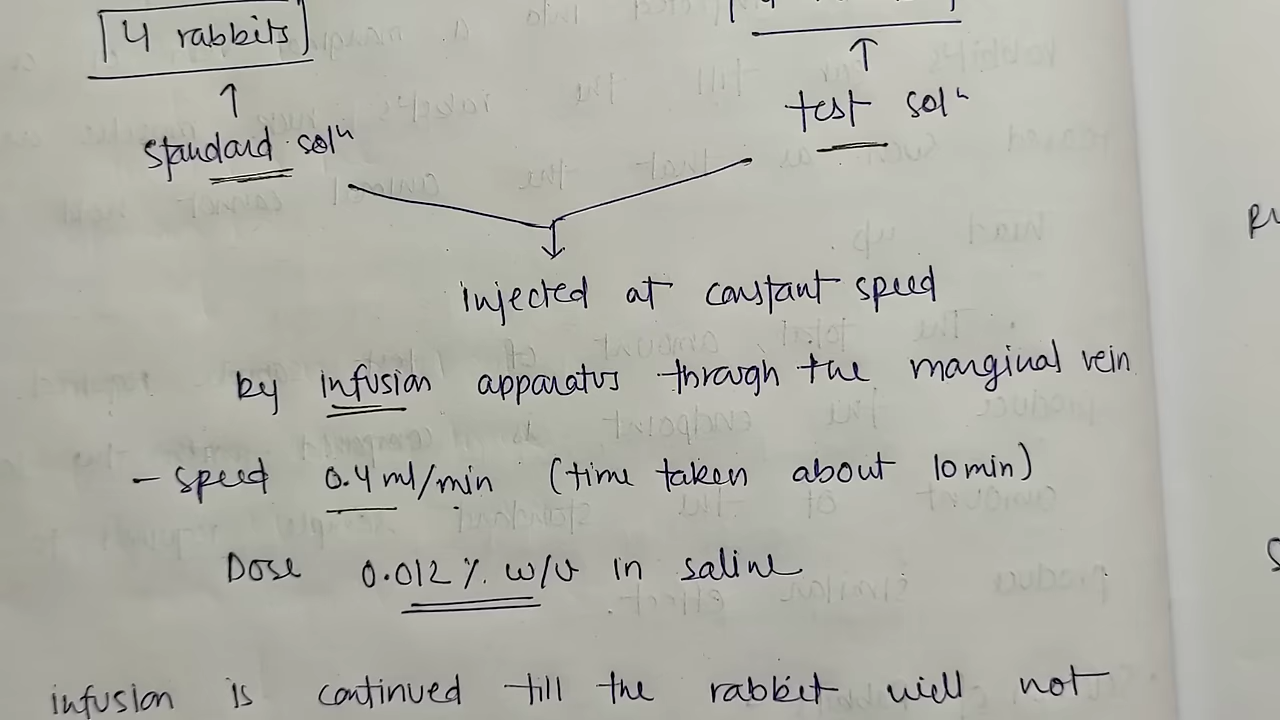 4 rabbits
standard solⁿ
test solⁿ
injected at constant speed
by infusion apparatus through the marginal vein
- speed 0.4 ml/min (time taken about 10 min)
Dose 0.012 % w/v in saline
infusion is continued till the rabbit will not